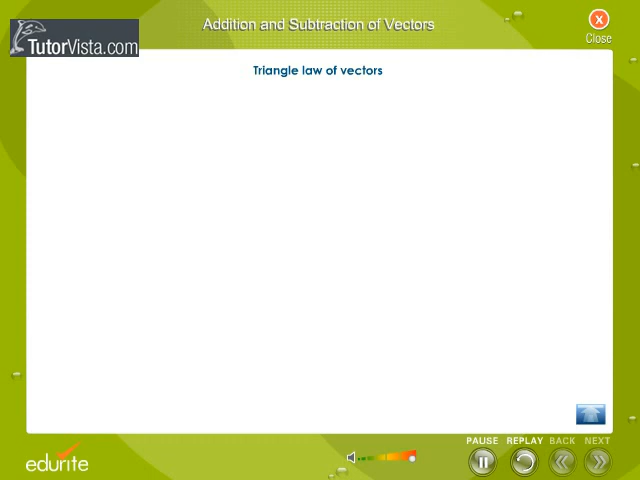 Addition and Subtraction of Vectors
X
Close
TutorVista.com
Triangle law of vectors
PAUSE REPLAY BACK NEXT
edurite